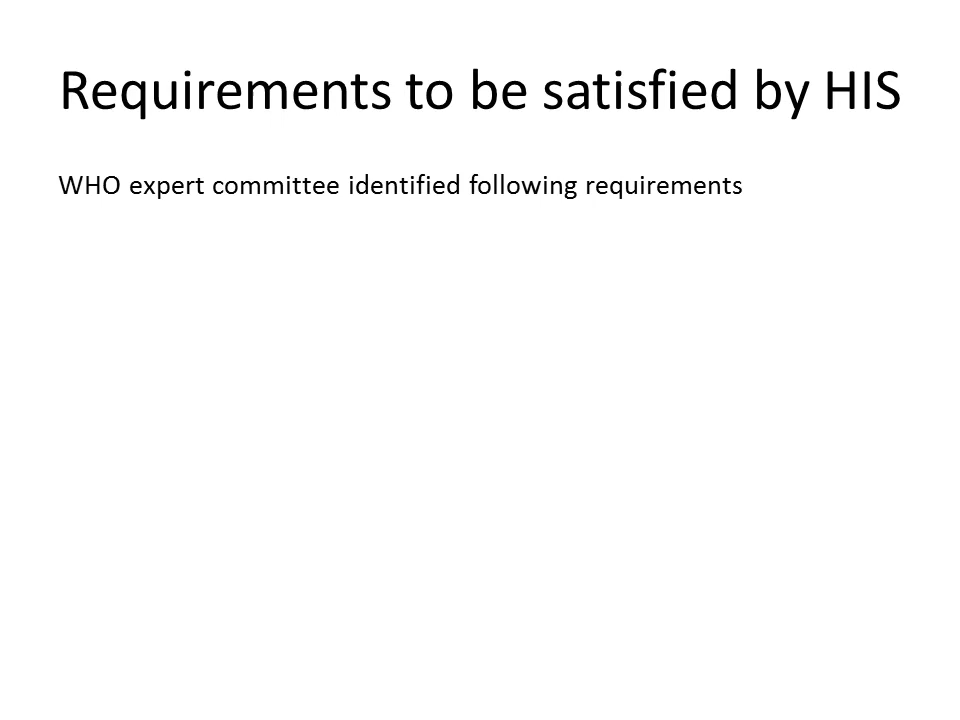 Requirements to be satisfied by HIS
WHO expert committee identified following requirements